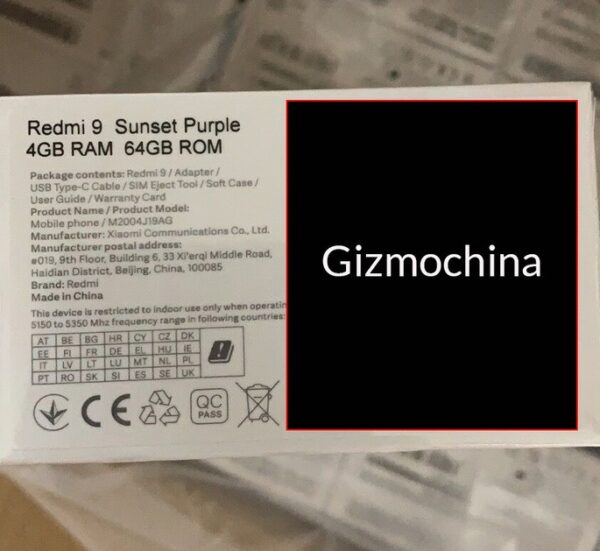 Redmi 9 Sunset Purple
4GB RAM 64GB ROM
Package contents: Redmi 9 / Adapter /
USB Type-C Cable / SIM Eject Tool / Soft Case /
User Guide / Warranty Card
Product Name / Product Model:
Mobile phone / M2004J19AG
Manufacturer: Xiaomi Communications Co., Ltd.
Manufacturer postal address:
#019, 9th Floor, Building 6, 33 Xi'erqi Middle Road,
Haidian District, Beijing, China, 100085
Brand: Redmi
Made in China
This device is restricted to indoor use only when operatin
5150 to 5350 Mhz frequency range in following countries:
AT BE BG HR CY CZ DK
EE FI FR DE EL HU IE
IT LV LT LU MT NL PL
PT RO SK SI ES SE UK
CE QC
PASS
Gizmochina